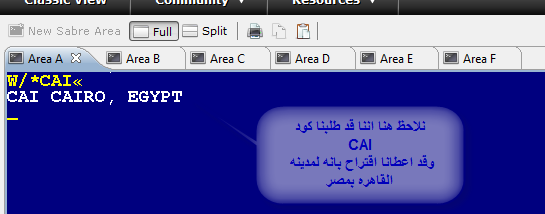 Classic View Community Resources
New Sabre Area Full Split
Area A Area B Area C Area D Area E Area F
W/*CAI«
CAI CAIRO, EGYPT
نلاحظ هنا اننا قد طلبنا كود
CAI
وقد اعطانا اقتراح بانه لمدينه
القاهره بمصر